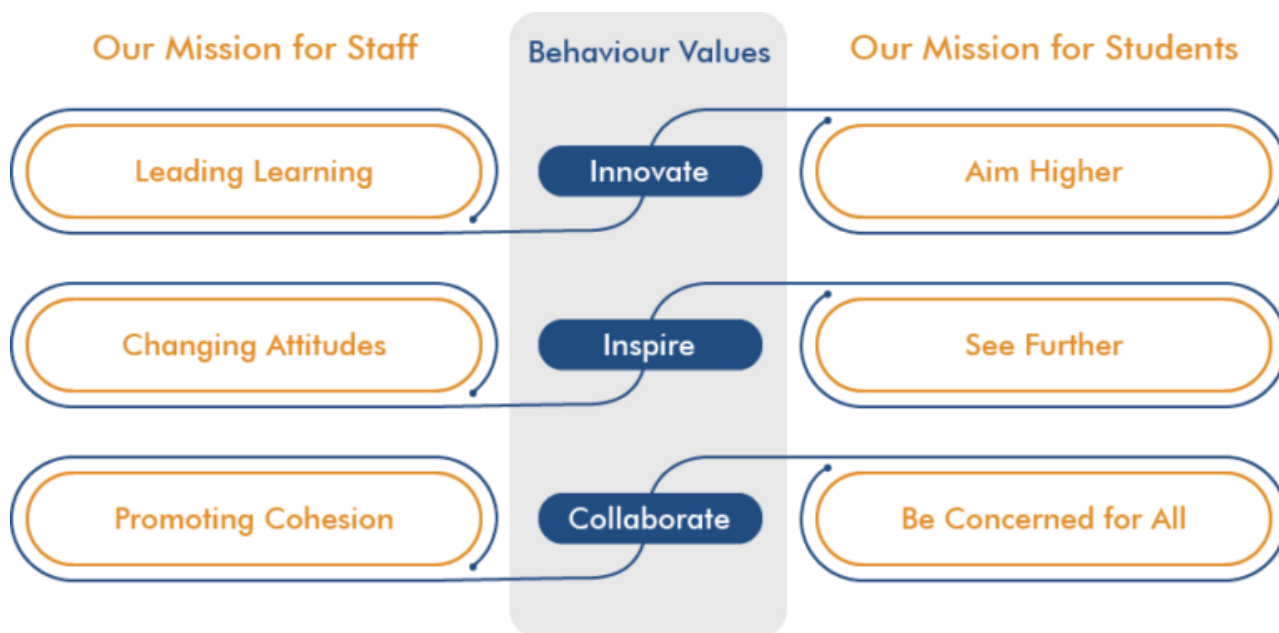 Our Mission for Staff
Behaviour Values
Our Mission for Students
Leading Learning
Innovate
Aim Higher
Changing Attitudes
Inspire
See Further
Promoting Cohesion
Collaborate
Be Concerned for All